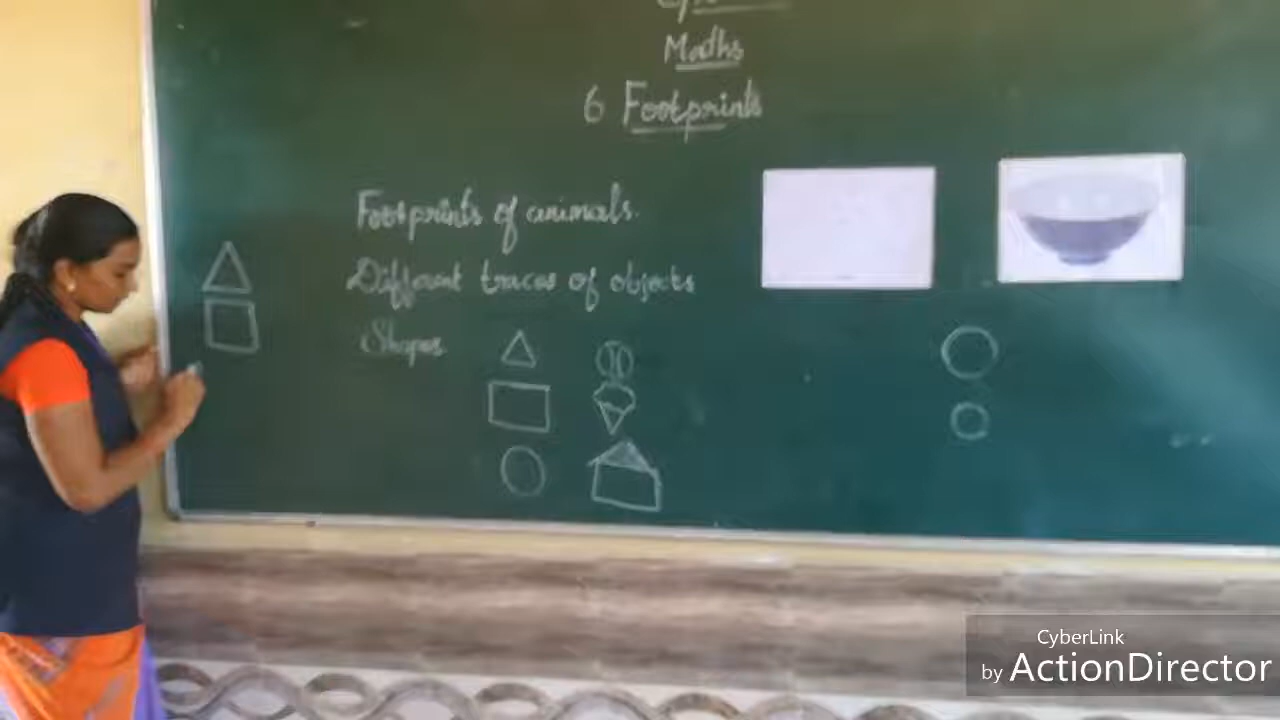 Maths
6 Footprints
Footprints of animals.
Different traces of objects
Shapes
CyberLink
by ActionDirector